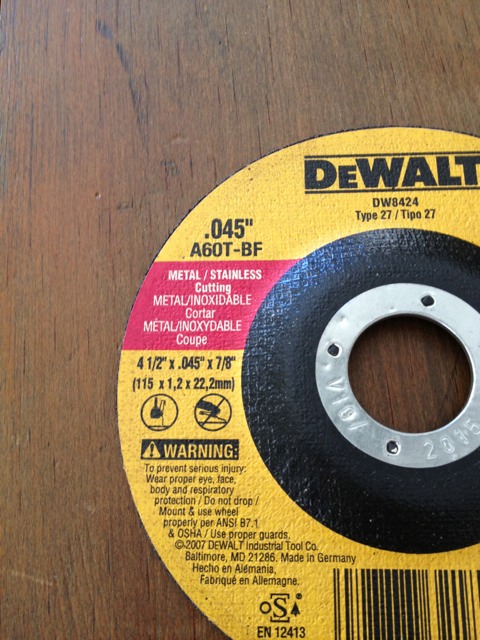 DEWALT
DW8424
Type 27 / Tipo 27
.045"
A60T-BF
METAL / STAINLESS
Cutting
METAL/INOXIDABLE
Cortar
MÉTAL/INOXYDABLE
Coupe
4 1/2" x .045" x 7/8"
(115 x 1,2 x 22,2mm)
WARNING:
To prevent serious injury:
Wear proper eye, face,
body and respiratory
protection / Do not drop /
Mount & use wheel
properly per ANSI B7.1
& OSHA / Use proper guards.
©2007 DEWALT Industrial Tool Co.
Baltimore, MD 21286. Made in Germany
Hecho en Alemania,
Fabriqué en Allemagne.
oSA
EN 12413
V10/
2015